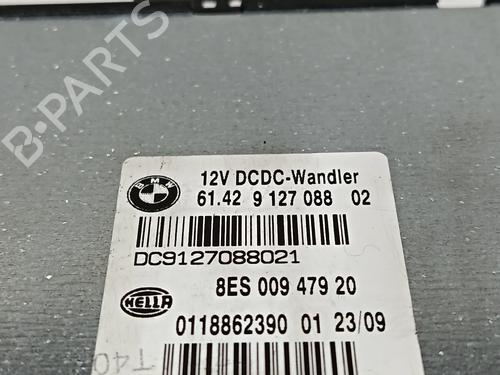 B-PARTS
BMW
12V DCDC-Wandler
61.42 9 127 088 02
DC9127088021
8ES 009 479 20
HELLA
0118862390 01 23/09
T40